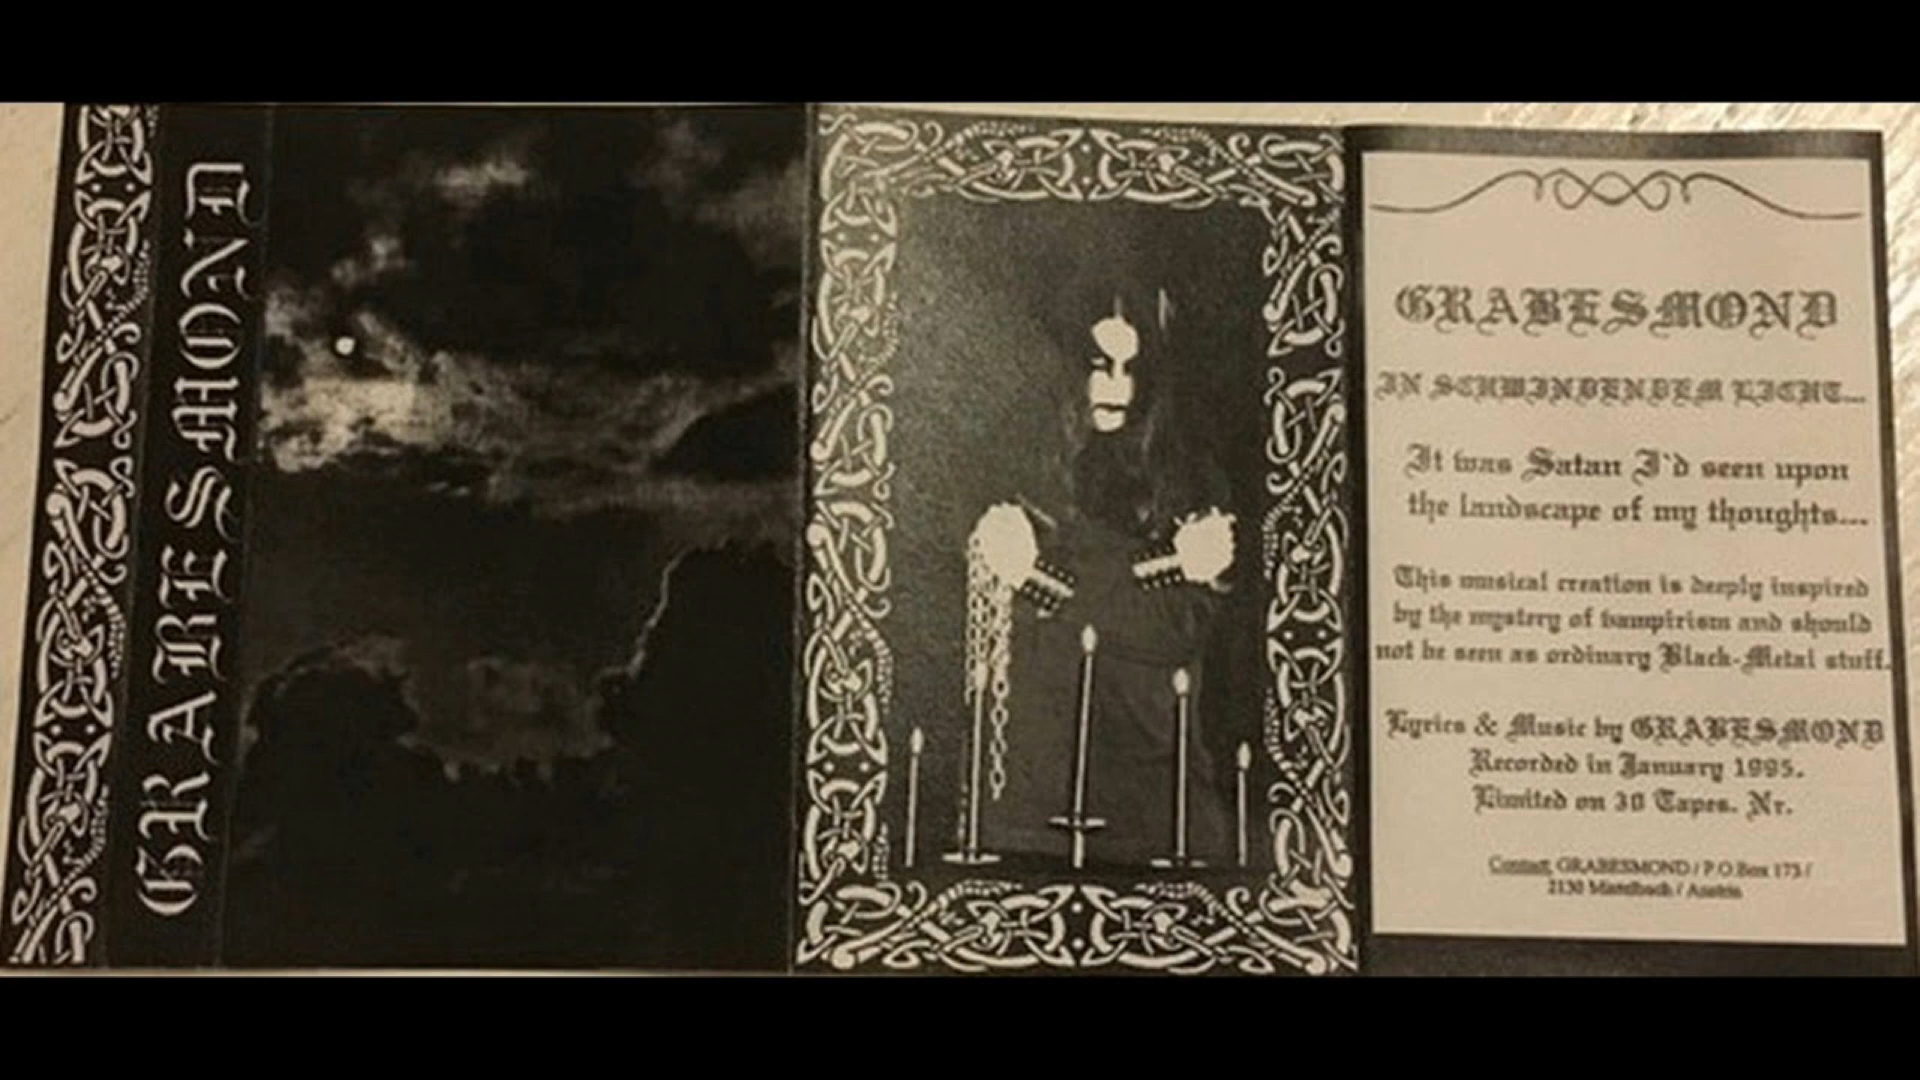 GRABESMOND
GRABESMOND
IN SCHWINDENDEM LICHT...
It was Satan I`d seen upon
the landscape of my thoughts...
This musical creation is deeply inspired
by the mystery of vampirism and should
not be seen as ordinary Black-Metal stuff.
Lyrics & Music by GRABESMOND
Recorded in January 1995.
Limited on 30 Tapes. Nr.
Contact: GRABESMOND / P.O.Box 173 /
2130 Mistelbach / Austria